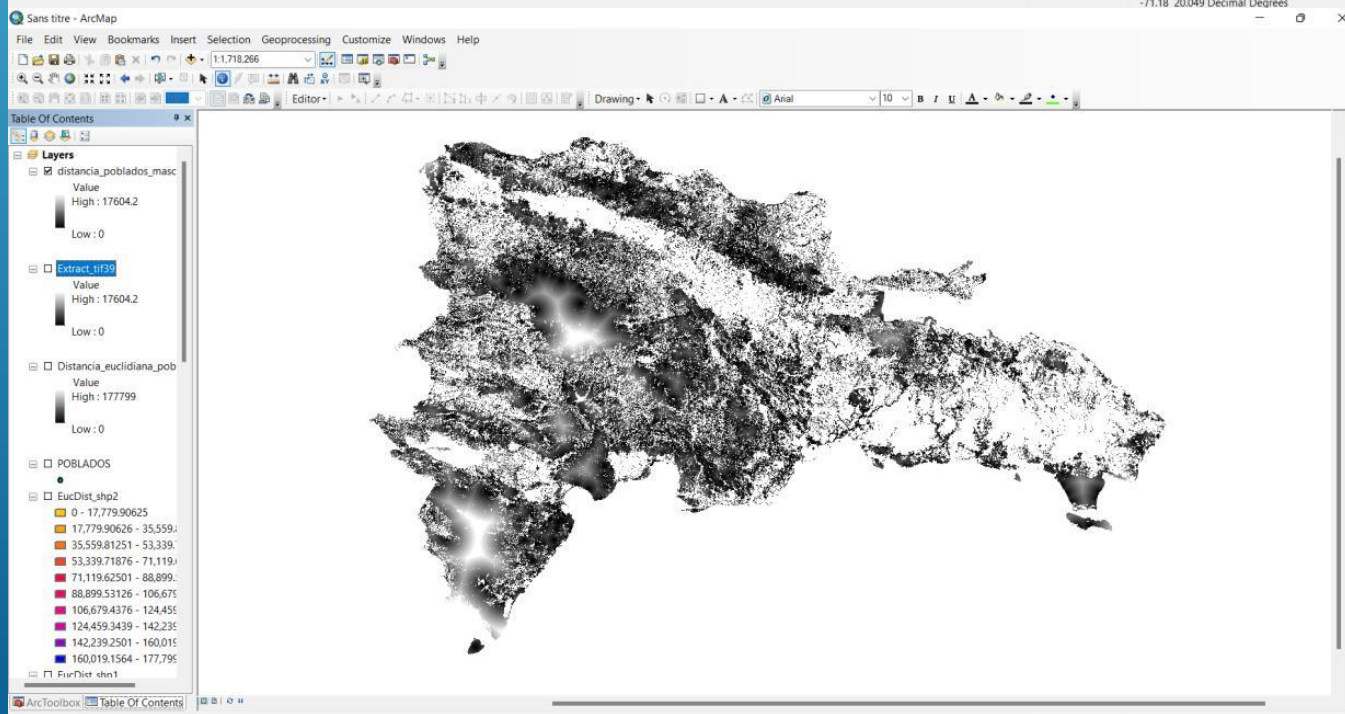 -71.18 20.049 Decimal Degrees
Sans titre - ArcMap
File Edit View Bookmarks Insert Selection Geoprocessing Customize Windows Help
1:1,718.266
Editor
Drawing A Arial 10 B I U A
Table Of Contents
Layers
distancia_poblados_masc
Value
High : 17604.2
Low : 0
Extract_tif39
Value
High : 17604.2
Low : 0
Distancia_euclidiana_pob
Value
High : 177799
Low : 0
POBLADOS
EucDist_shp2
0 - 17,779.90625
17,779.90626 - 35,559.
35,559.81251 - 53,339.
53,339.71876 - 71,119.
71,119.62501 - 88,899.
88,899.53126 - 106,679
106,679.4376 - 124,459
124,459.3439 - 142,239
142,239.2501 - 160,019
160,019.1564 - 177,799
EucDist_shp1
ArcToolbox Table Of Contents